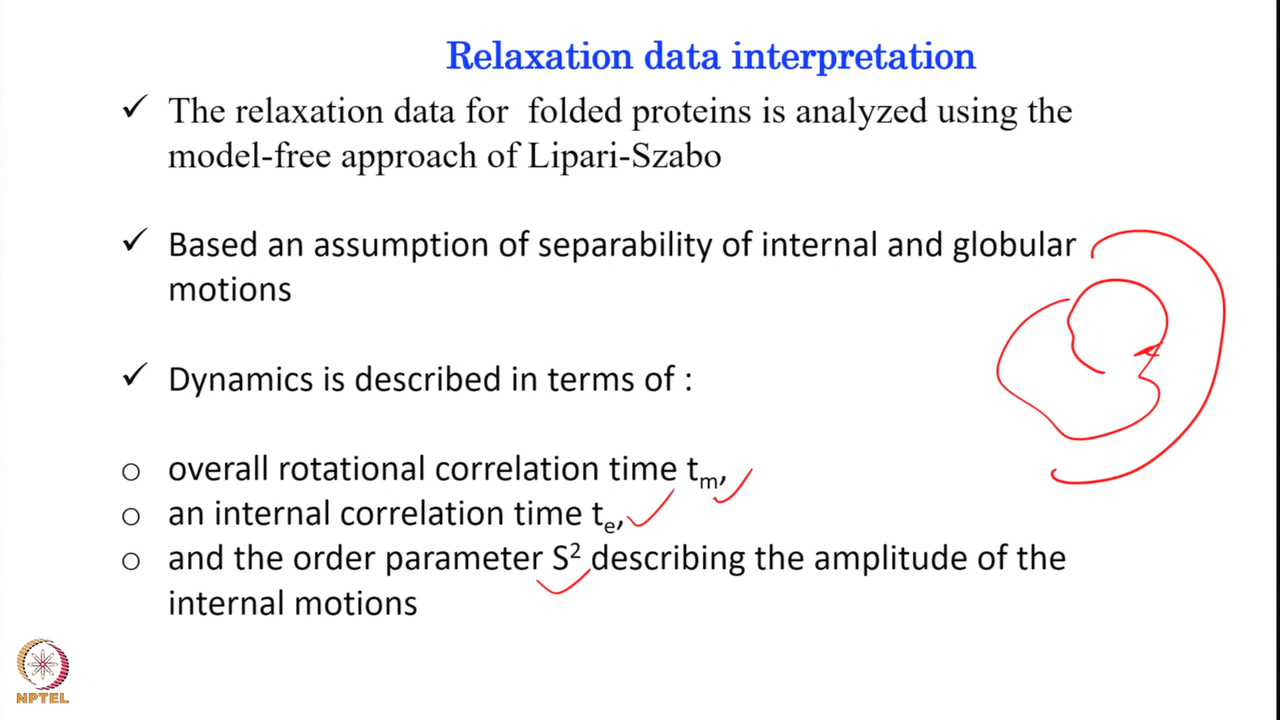 Relaxation data interpretation
✓ The relaxation data for folded proteins is analyzed using the
model-free approach of Lipari-Szabo
✓ Based an assumption of separability of internal and globular
motions
✓ Dynamics is described in terms of :
o overall rotational correlation time tm,
o an internal correlation time te,
o and the order parameter S² describing the amplitude of the
internal motions
NPTEL